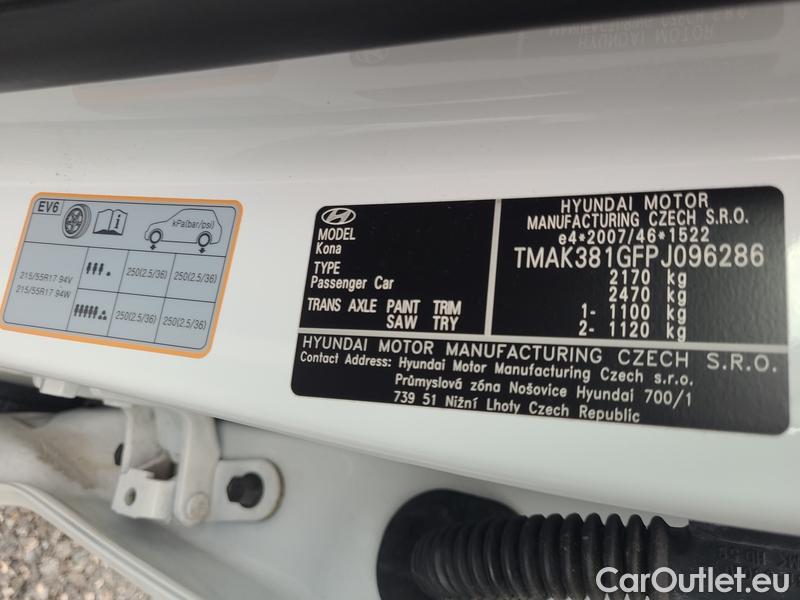 EV6
kPa(bar/psi)
215/55R17 94V
215/55R17 94W
250(2.5/36) 250(2.5/36)
250(2.5/36) 250(2.5/36)
MODEL
Kona
TYPE
Passenger Car
TRANS AXLE PAINT TRIM
SAW TRY
HYUNDAI MOTOR
MANUFACTURING CZECH S.R.O.
e4*2007/46*1522
TMAK381GFPJ096286
2170 kg
2470 kg
1- 1100 kg
2- 1120 kg
HYUNDAI MOTOR MANUFACTURING CZECH S.R.O.
Contact Address: Hyundai Motor Manufacturing Czech s.r.o.
Průmyslová zóna Nošovice Hyundai 700/1
739 51 Nižní Lhoty Czech Republic
CarOutlet.eu